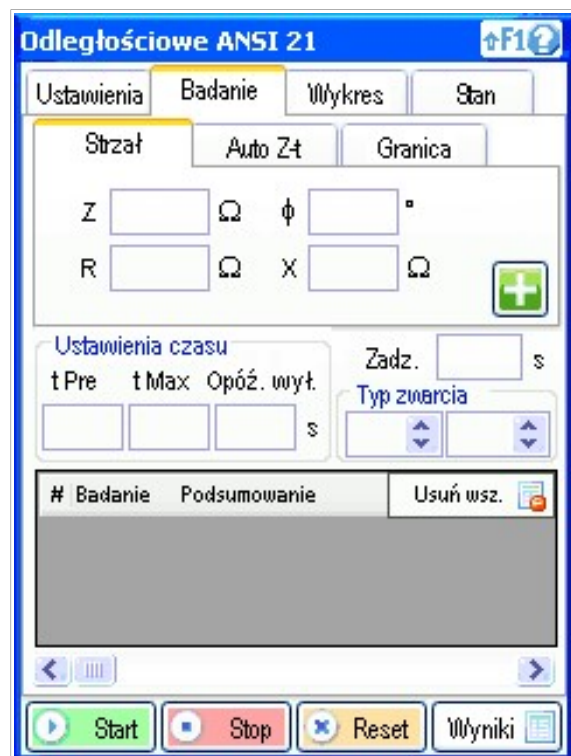 Odległościowe ANSI 21 ⇧F1?
Ustawienia Badanie Wykres Stan
Strzał Auto Z-t Granica
Z Ω ϕ °
R Ω X Ω
Ustawienia czasu
Zadz. s
t Pre t Max Opóź. wył.
Typ zwarcia
s
# Badanie Podsumowanie Usuń wsz.
Start Stop Reset Wyniki